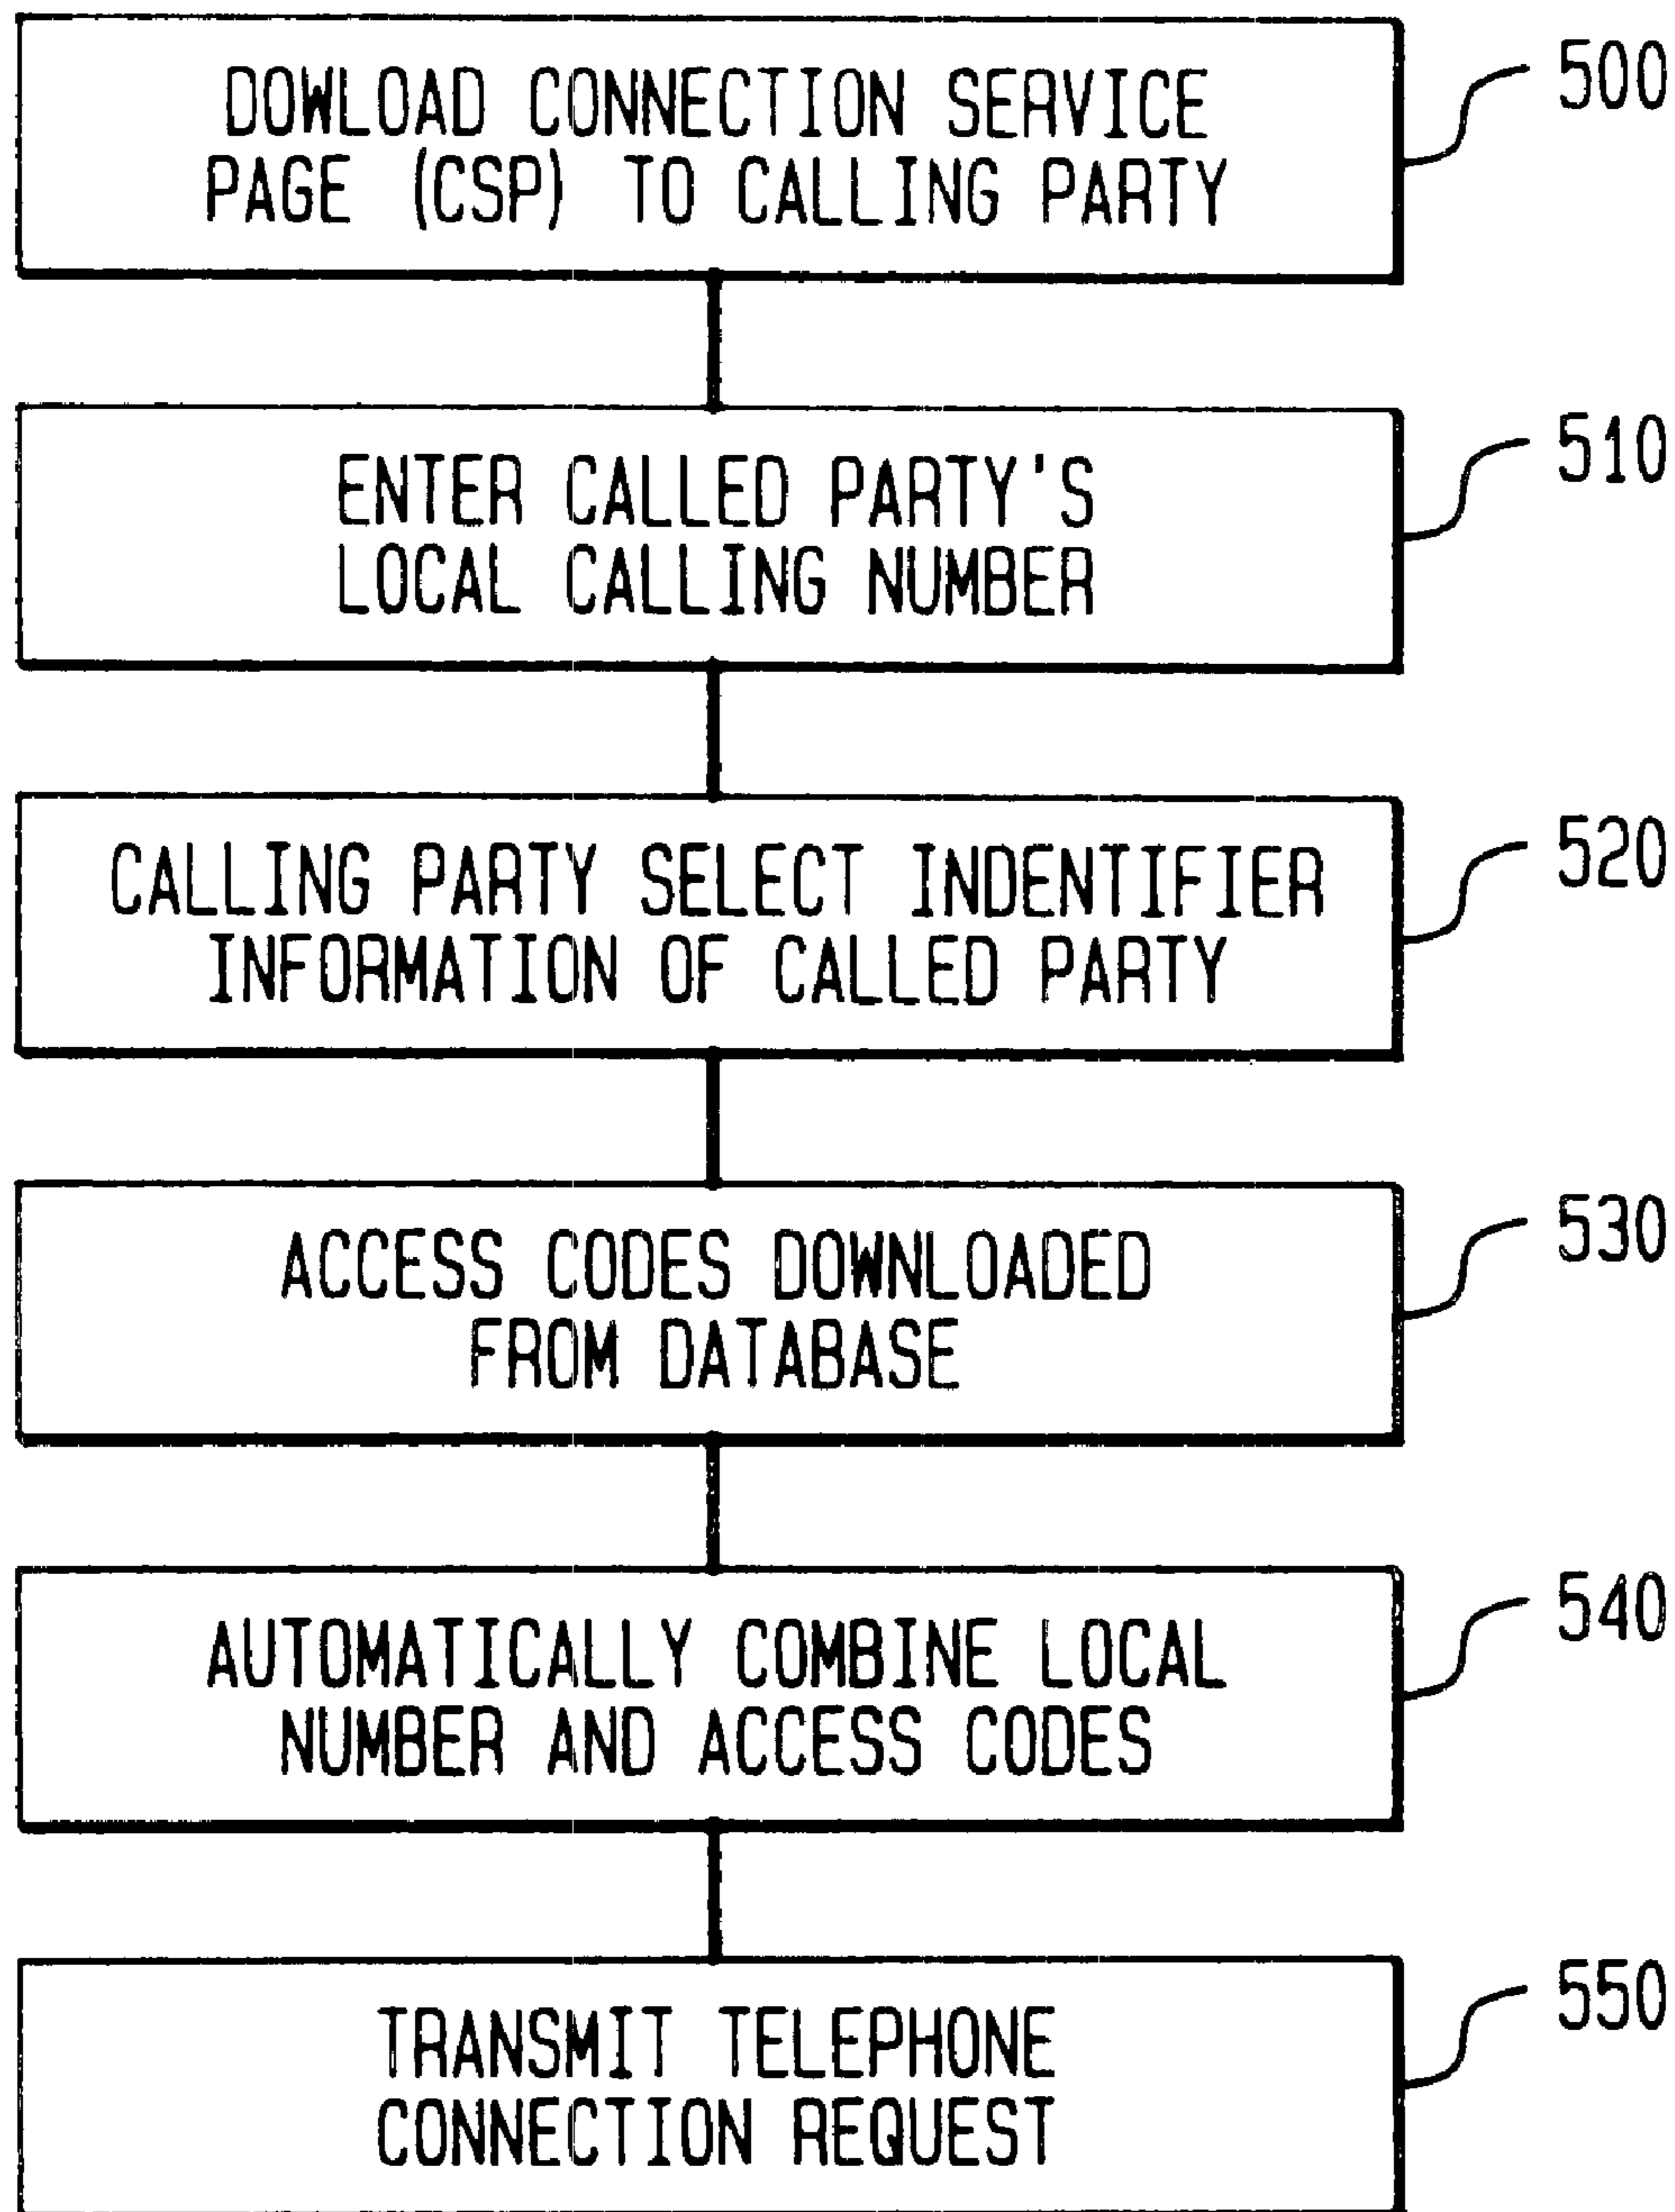 DOWLOAD CONNECTION SERVICE
PAGE (CSP) TO CALLING PARTY
500
ENTER CALLED PARTY'S
LOCAL CALLING NUMBER
510
CALLING PARTY SELECT INDENTIFIER
INFORMATION OF CALLED PARTY
520
ACCESS CODES DOWNLOADED
FROM DATABASE
530
AUTOMATICALLY COMBINE LOCAL
NUMBER AND ACCESS CODES
540
TRANSMIT TELEPHONE
CONNECTION REQUEST
550